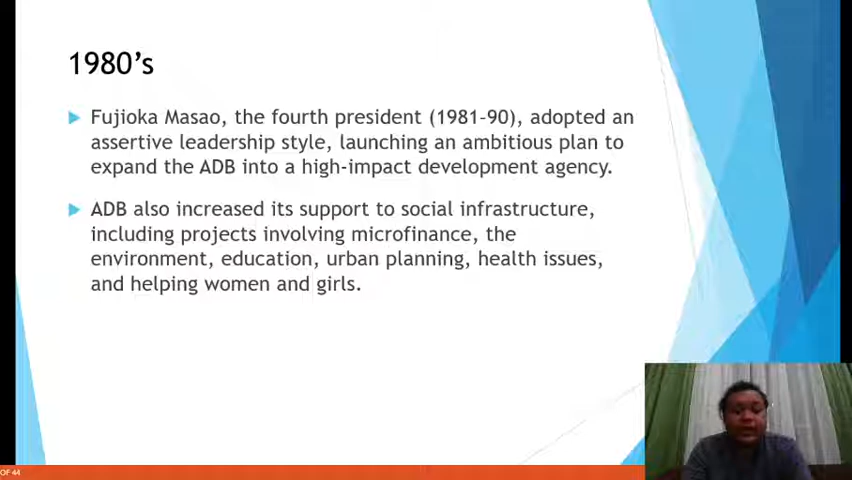 1980's
Fujioka Masao, the fourth president (1981-90), adopted an
assertive leadership style, launching an ambitious plan to
expand the ADB into a high-impact development agency.
ADB also increased its support to social infrastructure,
including projects involving microfinance, the
environment, education, urban planning, health issues,
and helping women and girls.
OF 44